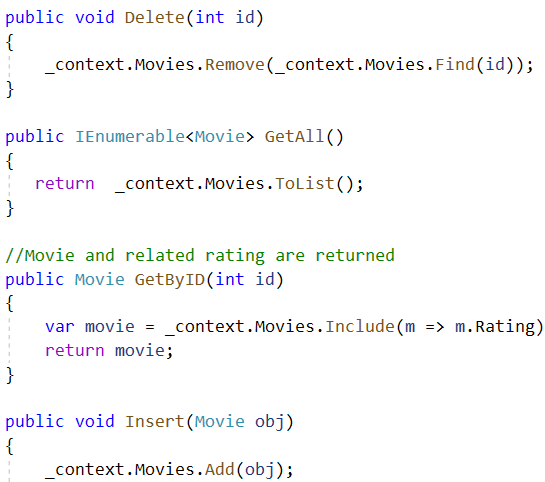 public void Delete(int id)
{
_context.Movies.Remove(_context.Movies.Find(id));
}
public IEnumerable<Movie> GetAll()
{
return _context.Movies.ToList();
}
//Movie and related rating are returned
public Movie GetByID(int id)
{
var movie = _context.Movies.Include(m => m.Rating)
return movie;
}
public void Insert(Movie obj)
{
_context.Movies.Add(obj);